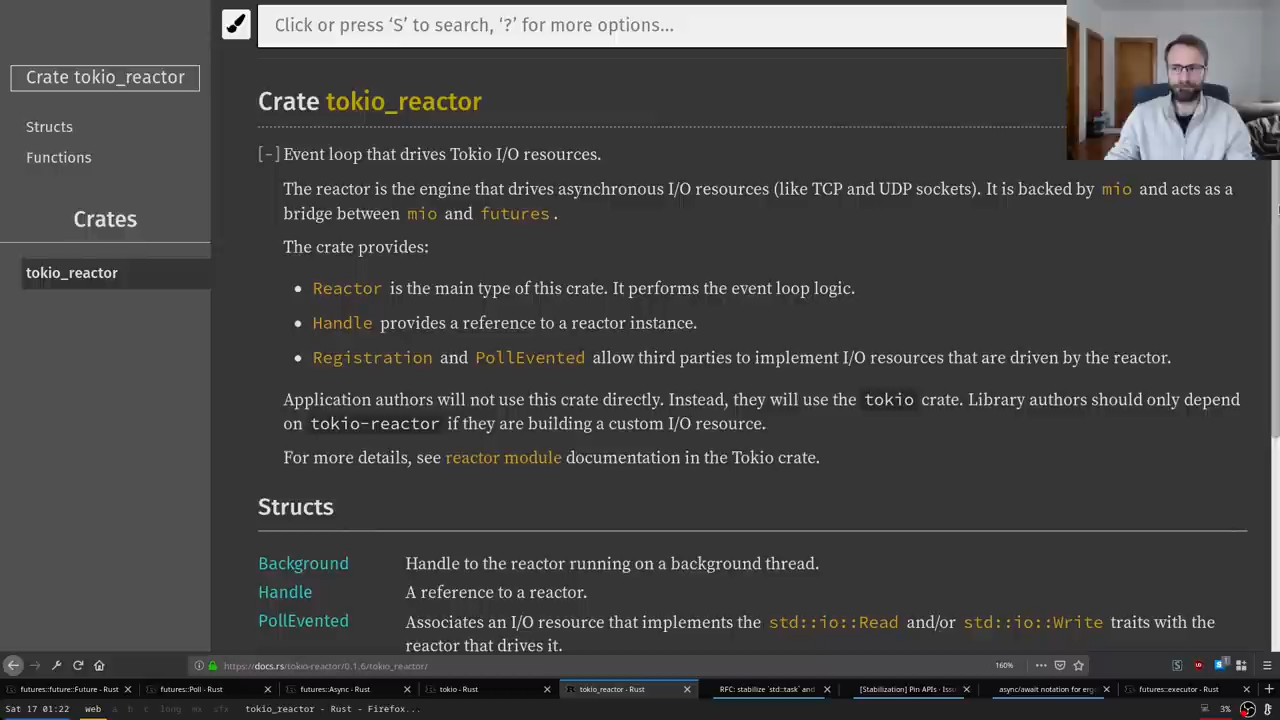 Click or press ‘S’ to search, ‘?’ for more options…
Crate tokio_reactor
Structs
Functions
Crates
tokio_reactor
Crate tokio_reactor
[-] Event loop that drives Tokio I/O resources.
The reactor is the engine that drives asynchronous I/O resources (like TCP and UDP sockets). It is backed by mio and acts as a
bridge between mio and futures .
The crate provides:
• Reactor is the main type of this crate. It performs the event loop logic.
• Handle provides a reference to a reactor instance.
• Registration and PollEvented allow third parties to implement I/O resources that are driven by the reactor.
Application authors will not use this crate directly. Instead, they will use the tokio crate. Library authors should only depend
on tokio-reactor if they are building a custom I/O resource.
For more details, see reactor module documentation in the Tokio crate.
Structs
Background Handle to the reactor running on a background thread.
Handle A reference to a reactor.
PollEvented Associates an I/O resource that implements the std::io::Read and/or std::io::Write traits with the
reactor that drives it.
https://docs.rs/tokio-reactor/0.1.6/tokio_reactor/ 160%
futures::future::Future - Rust futures::Poll - Rust futures::Async - Rust tokio - Rust tokio_reactor - Rust RFC: stabilize `std::task` and [Stabilization] Pin APIs · Issu async/await notation for erg futures::executor - Rust
Sat 17 01:22 web a h c long mx sfx tokio_reactor - Rust - Firefox... 3%